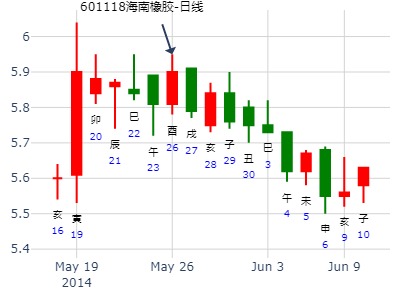 601118海南橡胶-日线
6
5.9
5.8
5.7
5.6
5.5
5.4
亥
16
寅
19
卯
20
辰
21
巳
22
午
23
酉
26
戌
27
亥
28
子
29
丑
30
巳
3
午
4
未
5
申
6
亥
9
子
10
May 19
2014
May 26
Jun 3
Jun 9